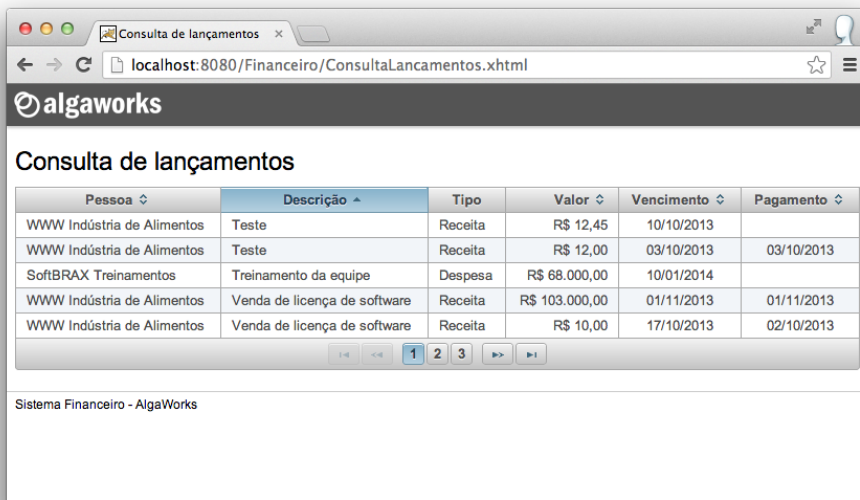 Consulta de lançamentos
localhost:8080/Financeiro/ConsultaLancamentos.xhtml
algaworks
Consulta de lançamentos
Pessoa Descrição Tipo Valor Vencimento Pagamento
WWW Indústria de Alimentos Teste Receita R$ 12,45 10/10/2013
WWW Indústria de Alimentos Teste Receita R$ 12,00 03/10/2013 03/10/2013
SoftBRAX Treinamentos Treinamento da equipe Despesa R$ 68.000,00 10/01/2014
WWW Indústria de Alimentos Venda de licença de software Receita R$ 103.000,00 01/11/2013 01/11/2013
WWW Indústria de Alimentos Venda de licença de software Receita R$ 10,00 17/10/2013 02/10/2013
1 2 3
Sistema Financeiro - AlgaWorks